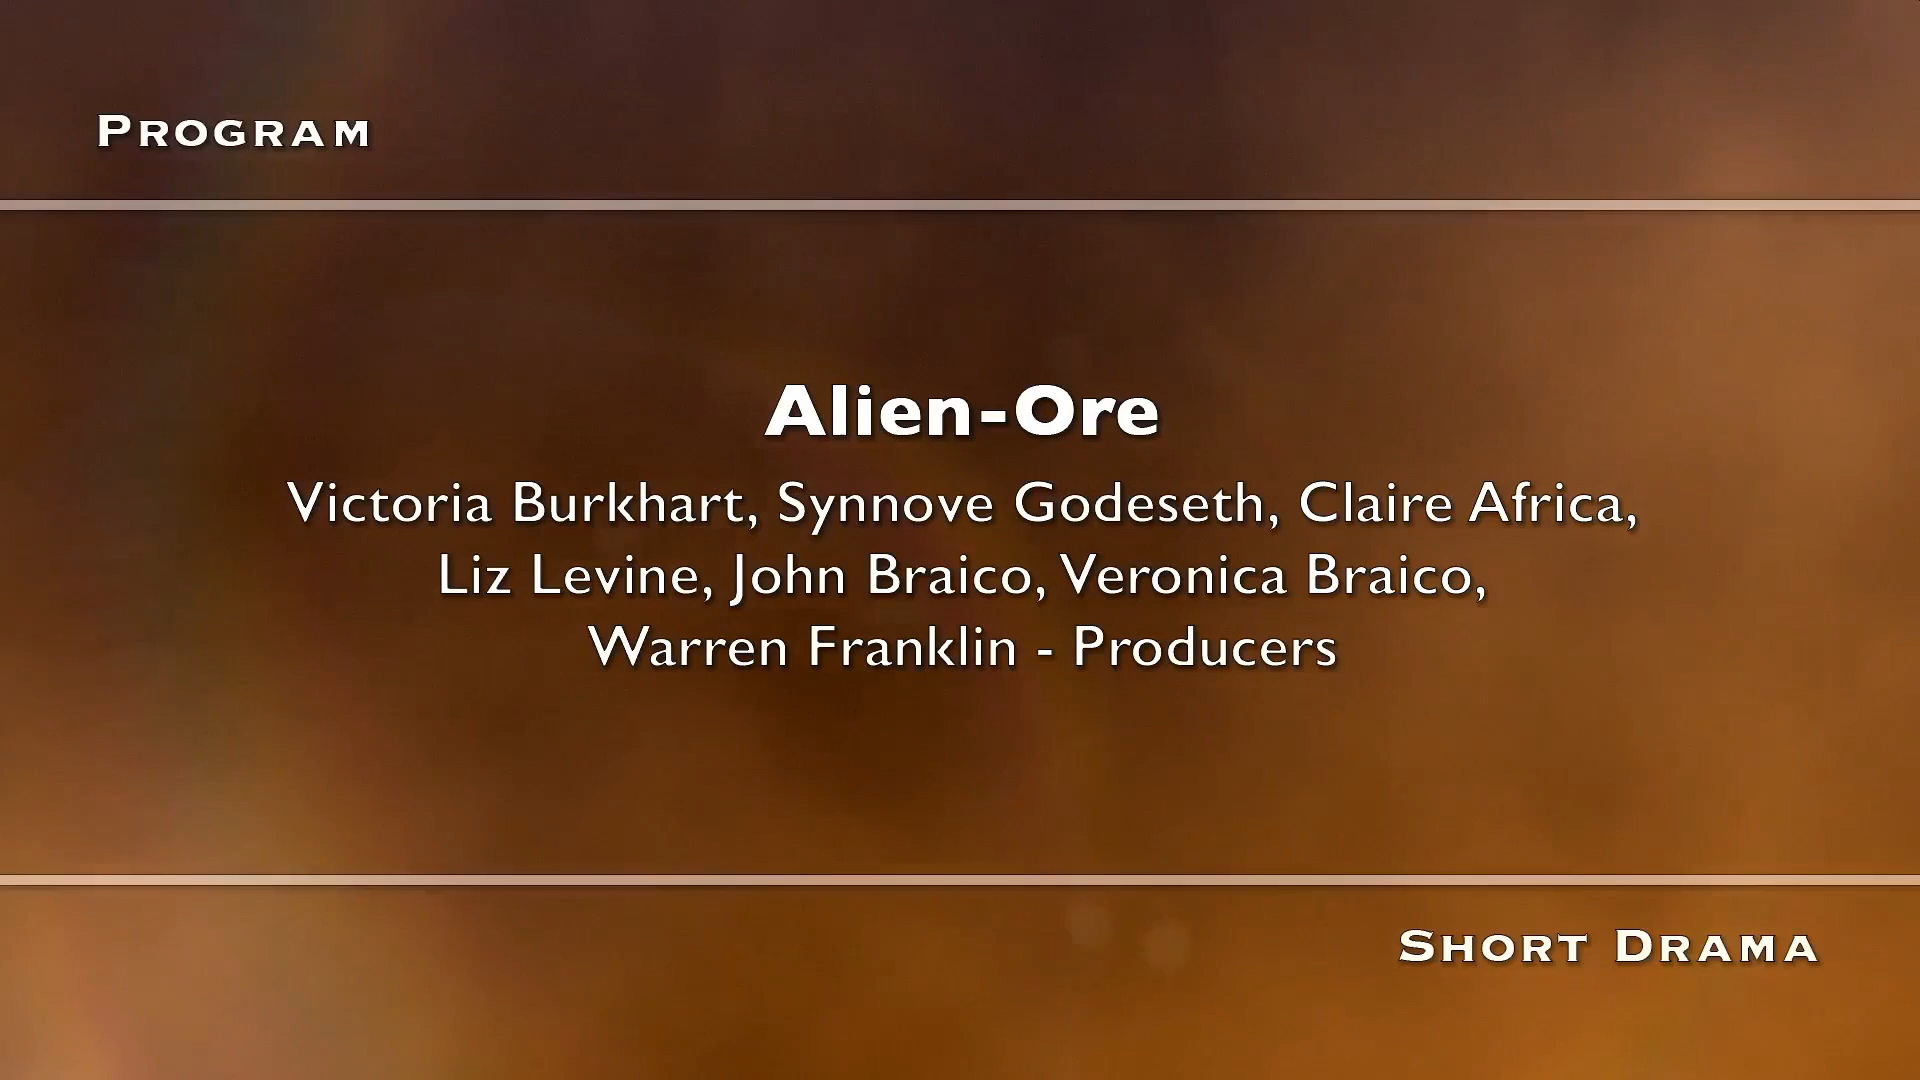 PROGRAM
Alien-Ore
Victoria Burkhart, Synnove Godeseth, Claire Africa,
Liz Levine, John Braico, Veronica Braico,
Warren Franklin - Producers
SHORT DRAMA